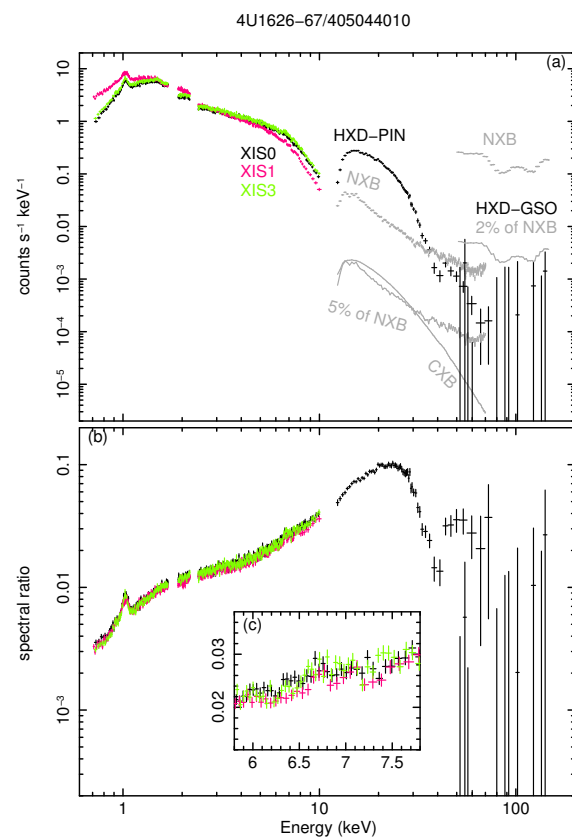 4U1626−67/405044010
(a)
10
1
0.1
0.01
10⁻³
10⁻⁴
10⁻⁵
counts s⁻¹ keV⁻¹
XIS0
XIS1
XIS3
HXD−PIN
NXB
NXB
HXD−GSO
2% of NXB
5% of NXB
CXB
(b)
0.1
0.01
10⁻³
spectral ratio
(c)
0.03
0.02
6
6.5
7
7.5
1
10
100
Energy (keV)